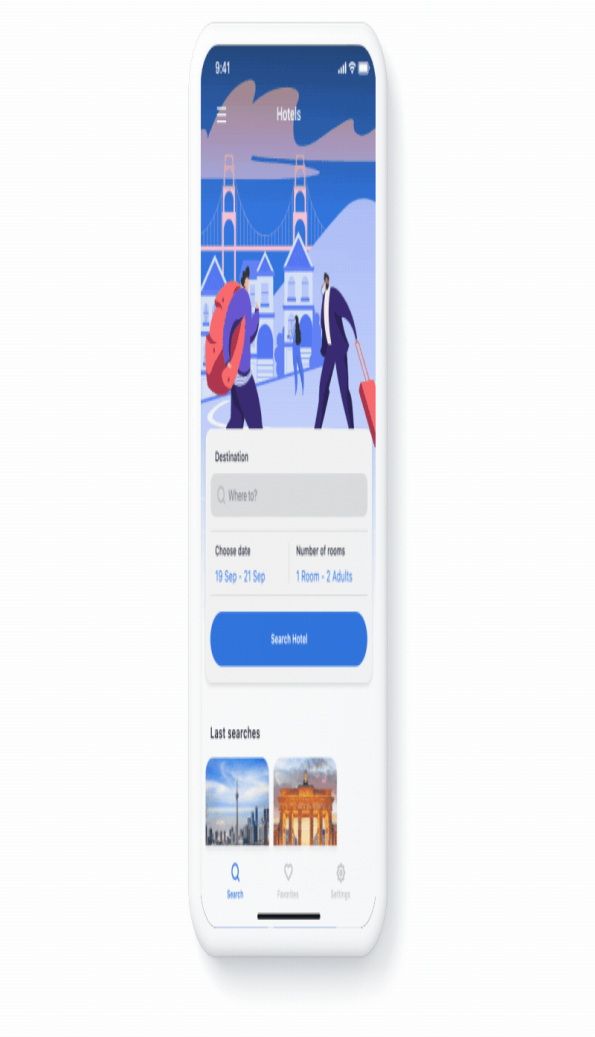 9:41
Hotels
Destination
Where to?
Choose date
Number of rooms
19 Sep - 21 Sep
1 Room - 2 Adults
Search Hotel
Last searches
Search
Favorites
Settings